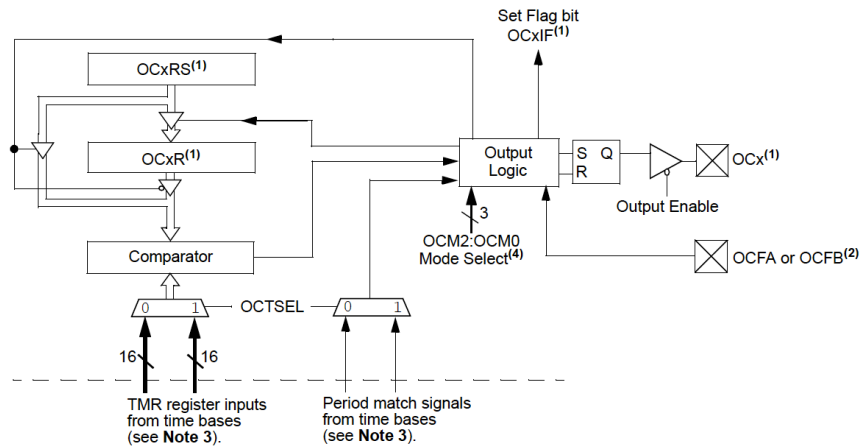 Set Flag bit
OCxIF(1)
OCxRS(1)
OCxR(1)
Output
Logic
S Q
R
OCx(1)
Output Enable
3
OCM2:OCM0
Mode Select(4)
Comparator
OCFA or OCFB(2)
0 1
OCTSEL
0 1
16
16
TMR register inputs
from time bases
(see Note 3).
Period match signals
from time bases
(see Note 3).